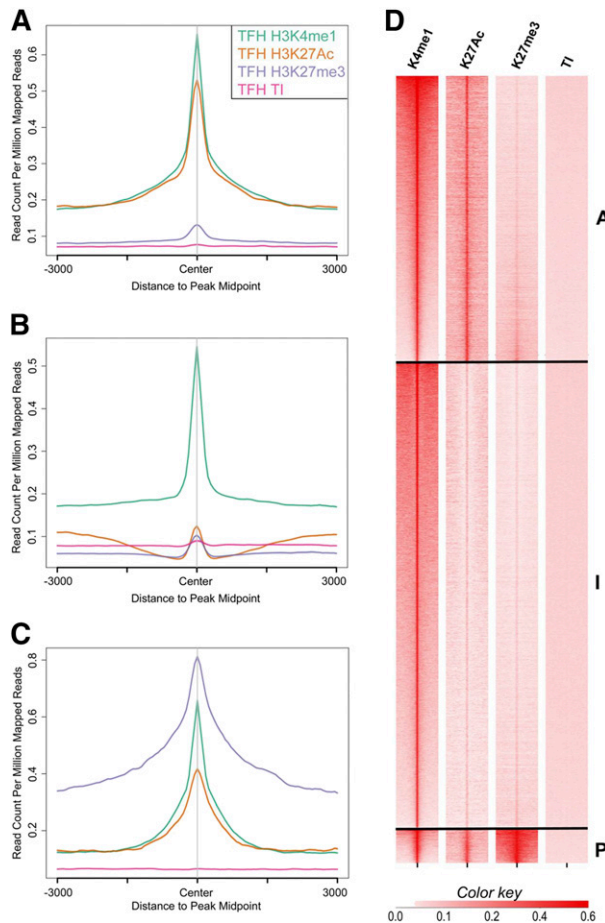 A
TFH H3K4me1
TFH H3K27Ac
TFH H3K27me3
TFH TI
Read Count Per Million Mapped Reads
0.6
0.5
0.4
0.3
0.2
0.1
-3000
Center
3000
Distance to Peak Midpoint
B
Read Count Per Million Mapped Reads
0.5
0.4
0.3
0.2
0.1
-3000
Center
3000
Distance to Peak Midpoint
C
Read Count Per Million Mapped Reads
0.8
0.6
0.4
0.2
-3000
Center
3000
Distance to Peak Midpoint
D
K4me1
K27Ac
K27me3
TI
A
I
P
Color key
0.0 0.2 0.4 0.6